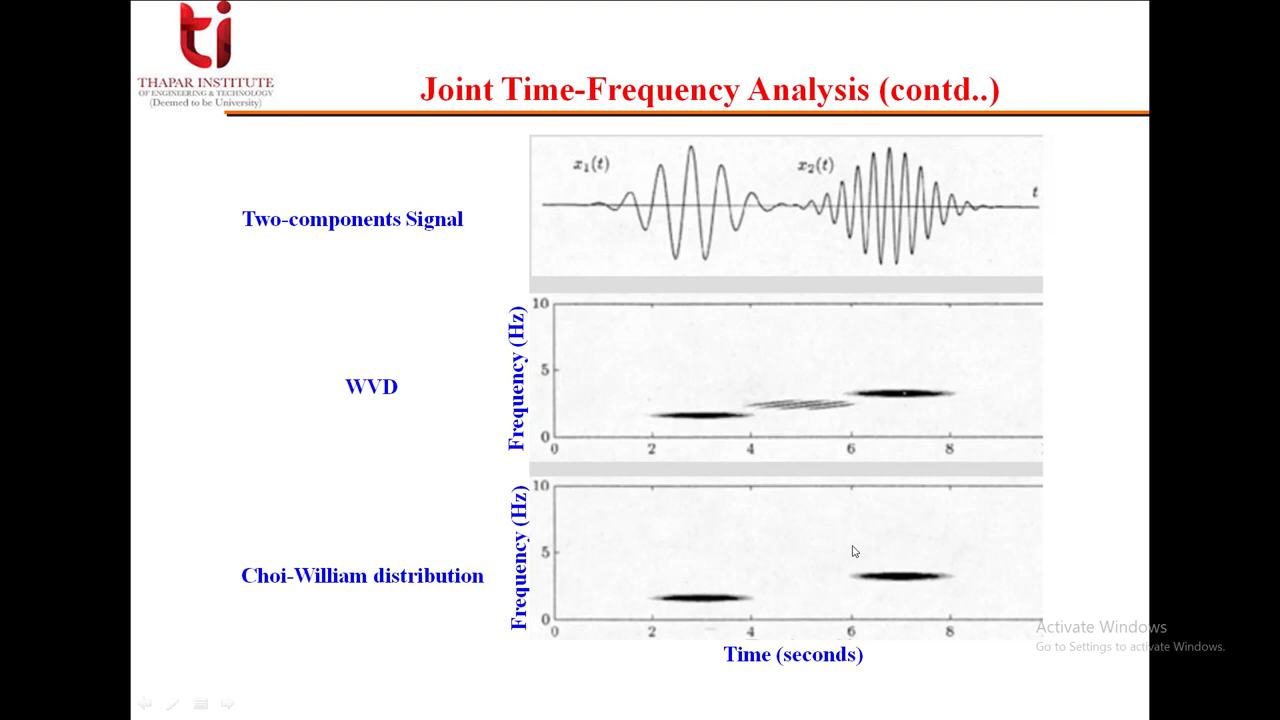 ti
THAPAR INSTITUTE
OF ENGINEERING & TECHNOLOGY
(Deemed to be University)
Joint Time-Frequency Analysis (contd..)
x₁(t)
x₂(t)
t
Two-components Signal
WVD
Frequency (Hz)
10
5
0
0 2 4 6 8
Choi-William distribution
Frequency (Hz)
10
5
0
0 2 4 6 8
Time (seconds)
Activate Windows
Go to Settings to activate Windows.